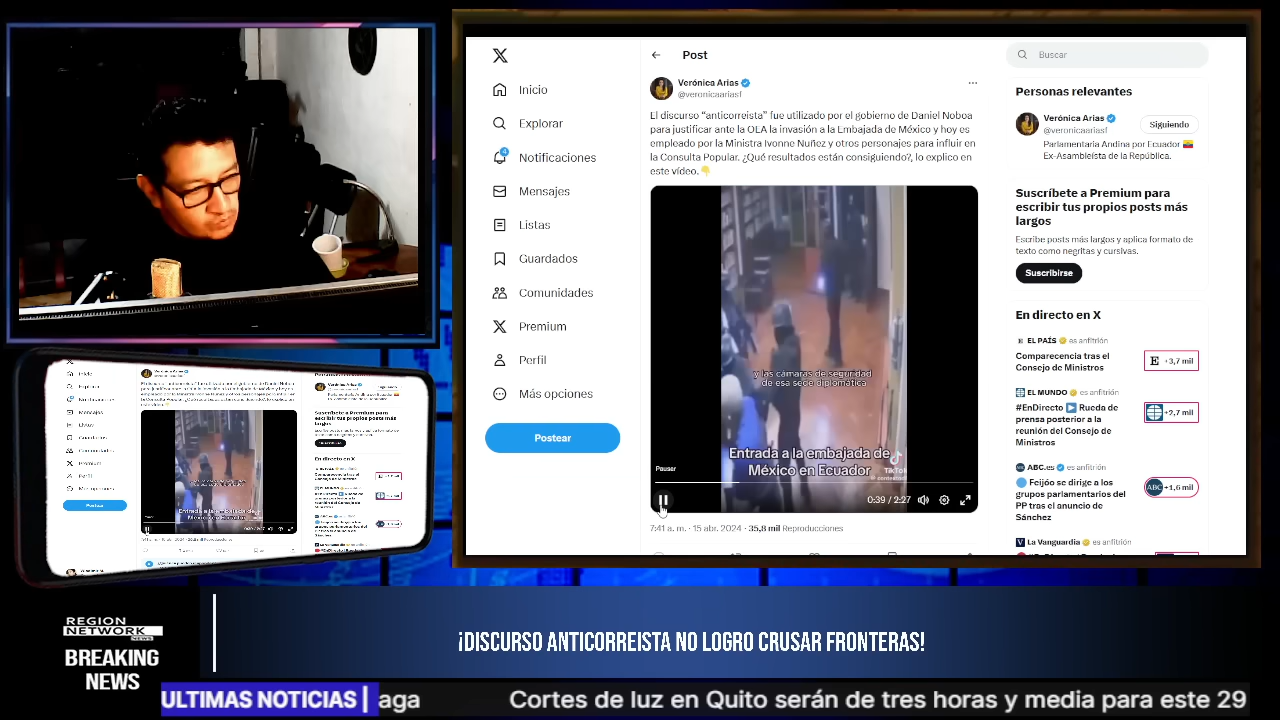 Post
Buscar
Inicio
Explorar
4
Notificaciones
Mensajes
Listas
Guardados
Comunidades
Premium
Perfil
Más opciones
Postear
Verónica Arias
@veronicaariasf
El discurso “anticorreista” fue utilizado por el gobierno de Daniel Noboa
para justificar ante la OEA la invasión a la Embajada de México y hoy es
empleado por la Ministra Ivonne Nuñez y otros personajes para influir en
la Consulta Popular. ¿Qué resultados están consiguiendo?, lo explico en
este vídeo.
y las cámaras de seguridad
de esa sede diplomática
Entrada a la embajada de
México en Ecuador
TikTok
Pausar
0:39 / 2:27
7:41 a. m. · 15 abr. 2024 · 35,8 mil Reproducciones
Personas relevantes
Verónica Arias
@veronicaariasf
Siguiendo
Parlamentaria Andina por Ecuador
Ex-Asambleísta de la República.
Suscríbete a Premium para
escribir tus propios posts más
largos
Escribe posts más largos y aplica formato de
texto como negritas y cursivas.
Suscribirse
En directo en X
E EL PAÍS es anfitrión
Comparecencia tras el
Consejo de Ministros
E +3,7 mil
EL MUNDO es anfitrión
#EnDirecto Rueda de
prensa posterior a la
reunión del Consejo de
Ministros
+2,7 mil
ABC.es es anfitrión
Feijóo se dirige a los
grupos parlamentarios del
PP tras el anuncio de
Sánchez
ABC +1,6 mil
La Vanguardia es anfitrión
REGION
NETWORK
NEWS
BREAKING
NEWS
¡DISCURSO ANTICORREISTA NO LOGRO CRUSAR FRONTERAS!
ULTIMAS NOTICIAS | aga Cortes de luz en Quito serán de tres horas y media para este 29